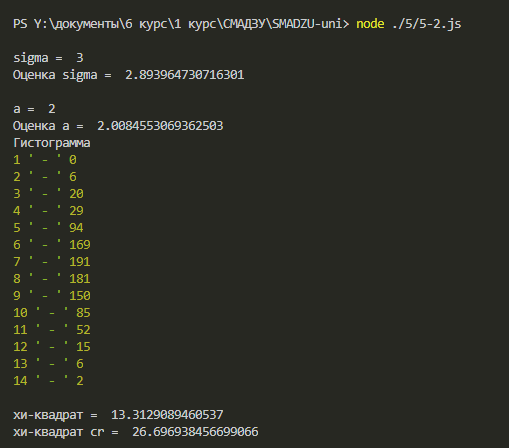 PS Y:\документы\6 курс\1 курс\СМАДЗУ\SMADZU-uni> node ./5/5-2.js
sigma =  3
Оценка sigma =  2.893964730716301
a =  2
Оценка a =  2.0084553069362503
Гистограмма
1 ' - ' 0
2 ' - ' 6
3 ' - ' 20
4 ' - ' 29
5 ' - ' 94
6 ' - ' 169
7 ' - ' 191
8 ' - ' 181
9 ' - ' 150
10 ' - ' 85
11 ' - ' 52
12 ' - ' 15
13 ' - ' 6
14 ' - ' 2
хи-квадрат =  13.3129089460537
хи-квадрат cr =  26.696938456699066